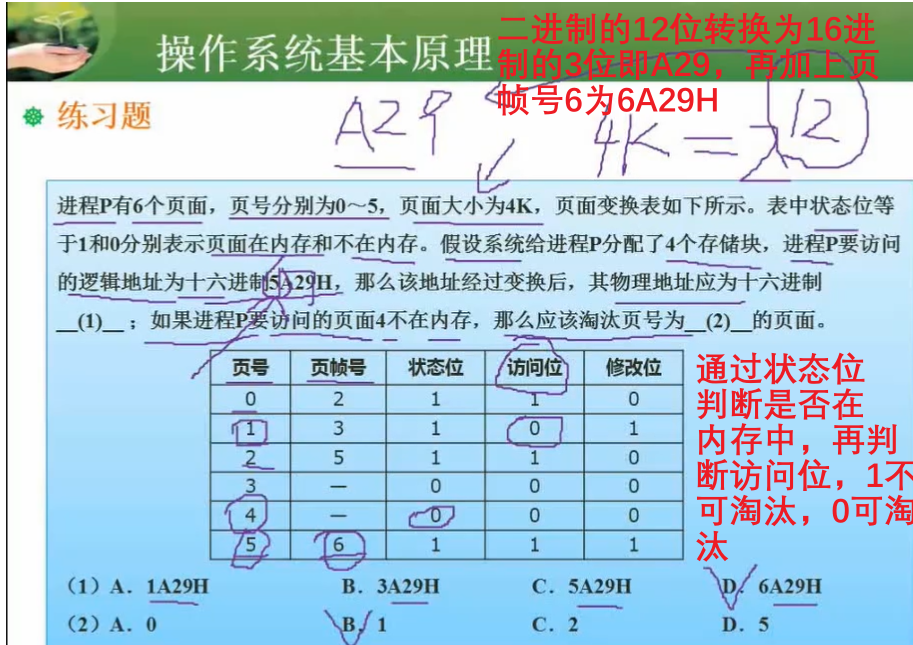 操作系统基本原理
二进制的12位转换为16进
制的3位即A29，再加上页
帧号6为6A29H
练习题
A29
4K=2 12
进程P有6个页面，页号分别为0～5，页面大小为4K，页面变换表如下所示。表中状态位等
于1和0分别表示页面在内存和不在内存。假设系统给进程P分配了4个存储块，进程P要访问
的逻辑地址为十六进制5A29H，那么该地址经过变换后，其物理地址应为十六进制
__(1)__；如果进程P要访问的页面4不在内存，那么应该淘汰页号为__(2)__的页面。
页号 页帧号 状态位 访问位 修改位
0 2 1 1 0
1 3 1 0 1
2 5 1 1 0
3 — 0 0 0
4 — 0 0 0
5 6 1 1 1
通过状态位
判断是否在
内存中，再判
断访问位，1不
可淘汰，0可淘
汰
（1）A．1A29H B．3A29H C．5A29H D．6A29H
（2）A．0 B．1 C．2 D．5